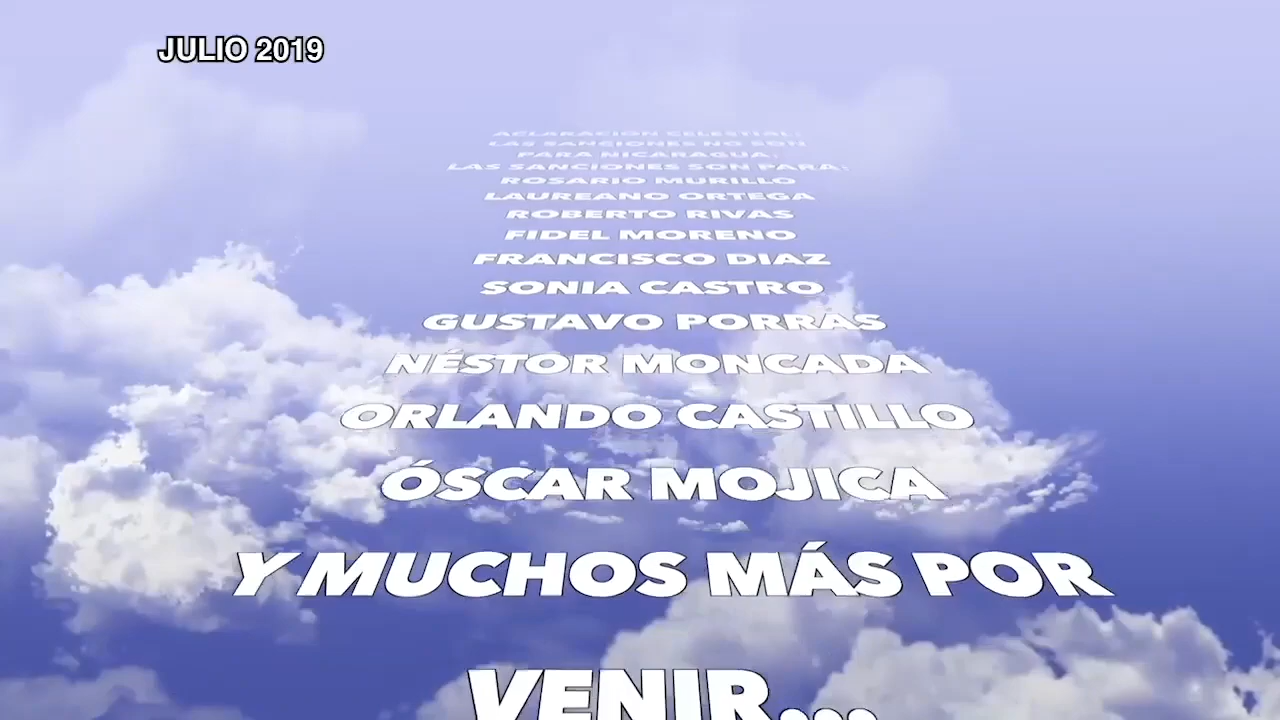 JULIO 2019
ACLARACIÓN CELESTIAL:
LAS SANCIONES NO SON
PARA NICARAGUA,
LAS SANCIONES SON PARA:
ROSARIO MURILLO
LAUREANO ORTEGA
ROBERTO RIVAS
FIDEL MORENO
FRANCISCO DIAZ
SONIA CASTRO
GUSTAVO PORRAS
NÉSTOR MONCADA
ORLANDO CASTILLO
ÓSCAR MOJICA
Y MUCHOS MÁS POR
VENIR...